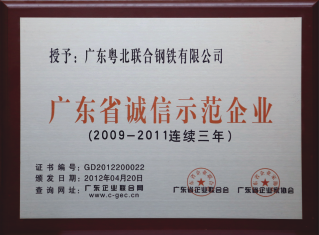 授予：广东粤北联合钢铁有限公司
广东省诚信示范企业
(2009-2011连续三年)
证书编号：GD2012200022
颁发日期：2012年04月20日
查询网址：广东企业联合网
www.c-gec.cn
广东省企业联合会
广东省企业家协会